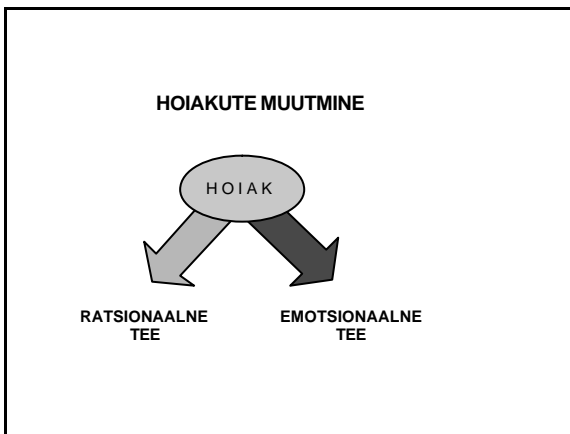 HOIAKUTE MUUTMINE
HOIAK
RATSIONAALNE
TEE
EMOTSIONAALNE
TEE